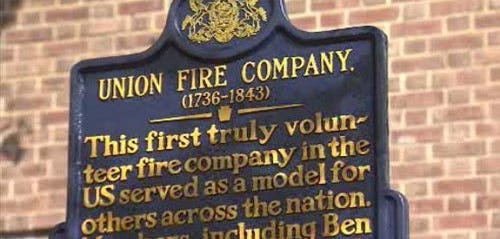 UNION FIRE COMPANY.
(1736-1843)
This first truly volun-
teer fire company in the
US served as a model for
others across the nation.
including Ben